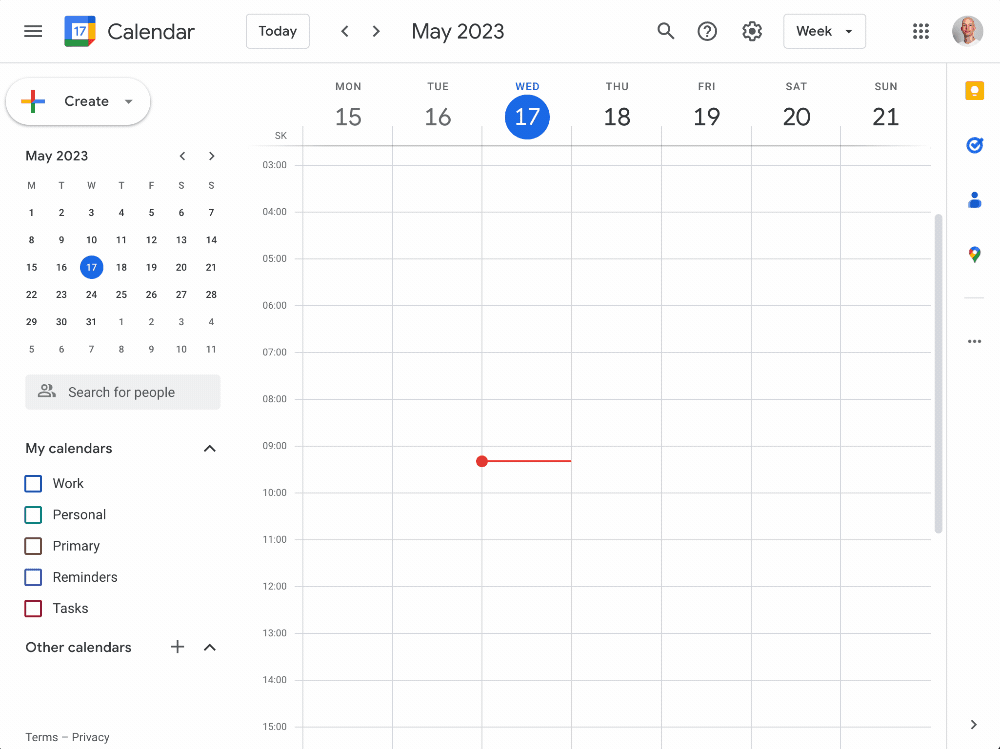 17 Calendar Today May 2023 Week
Create
MON TUE WED THU FRI SAT SUN
15 16 17 18 19 20 21
SK
May 2023
M T W T F S S
1 2 3 4 5 6 7
8 9 10 11 12 13 14
15 16 17 18 19 20 21
22 23 24 25 26 27 28
29 30 31 1 2 3 4
5 6 7 8 9 10 11
Search for people
My calendars
Work
Personal
Primary
Reminders
Tasks
Other calendars
Terms – Privacy
03:00
04:00
05:00
06:00
07:00
08:00
09:00
10:00
11:00
12:00
13:00
14:00
15:00